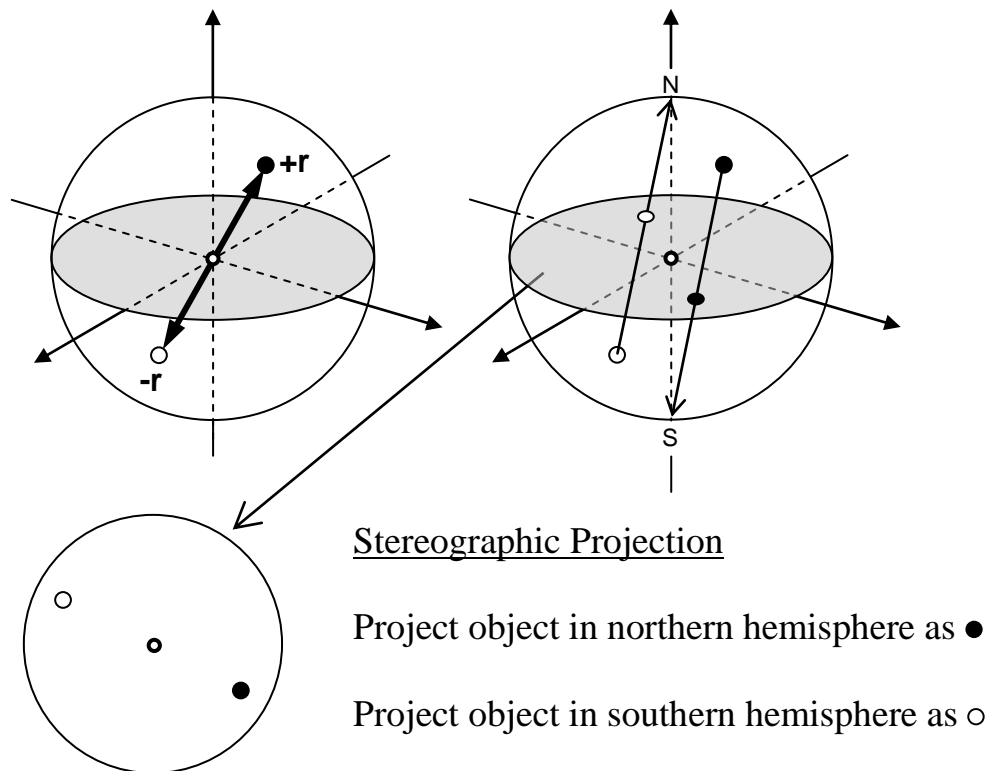 +r
-r
N
S
Stereographic Projection
Project object in northern hemisphere as ●
Project object in southern hemisphere as ○